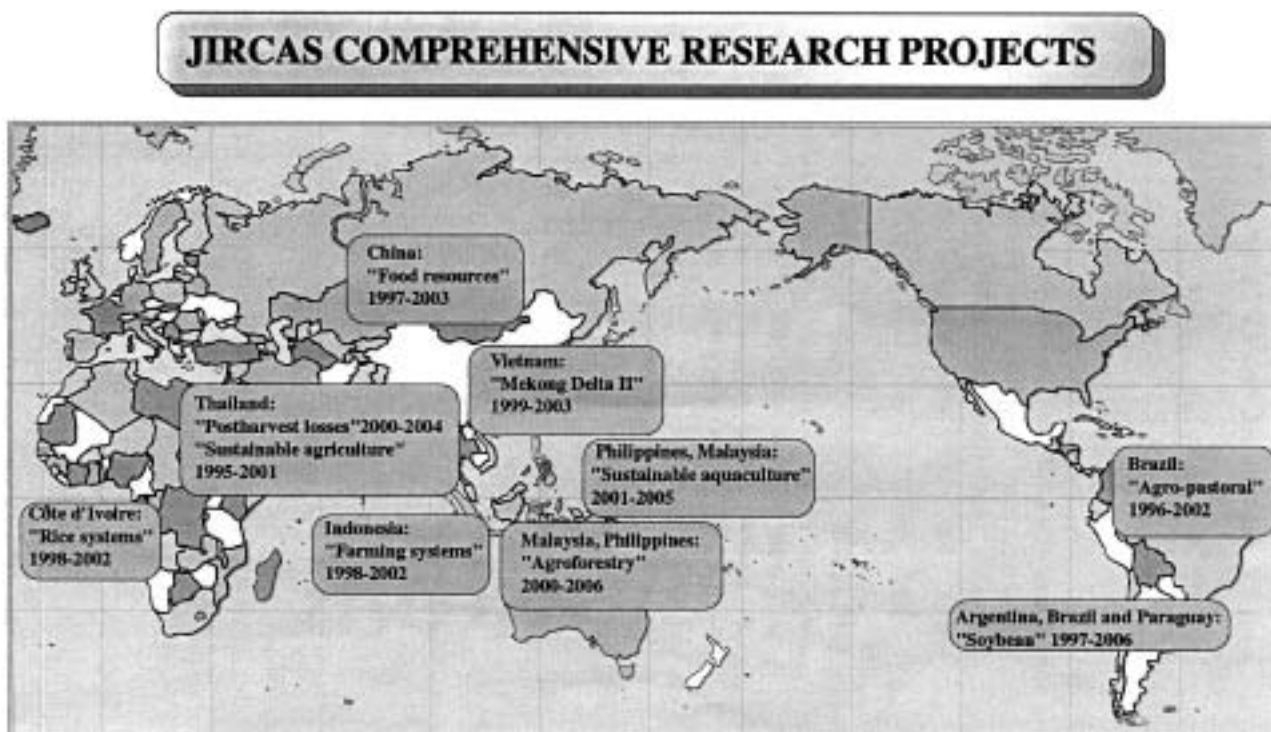 JIRCAS COMPREHENSIVE RESEARCH PROJECTS
China:
"Food resources"
1997-2003
Vietnam:
"Mekong Delta II"
1999-2003
Thailand:
"Postharvest losses"2000-2004
"Sustainable agriculture"
1995-2001
Philippines, Malaysia:
"Sustainable aquaculture"
2001-2005
Brazil:
"Agro-pastoral"
1996-2002
Côte d'Ivoire:
"Rice systems"
1998-2002
Indonesia:
"Farming systems"
1998-2002
Malaysia, Philippines:
"Agroforestry"
2000-2006
Argentina, Brazil and Paraguay:
"Soybean" 1997-2006